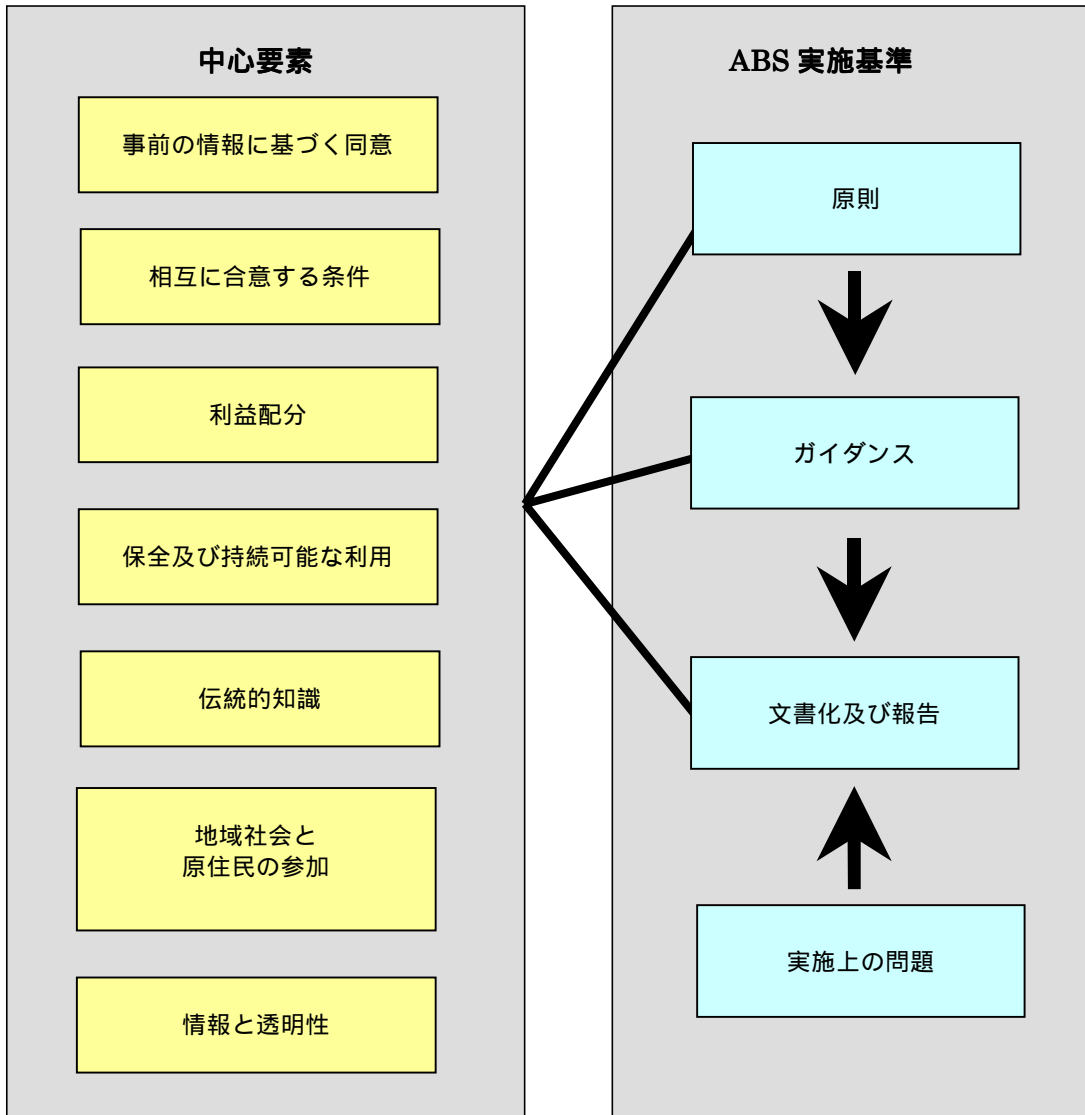 中心要素
事前の情報に基づく同意
相互に合意する条件
利益配分
保全及び持続可能な利用
伝統的知識
地域社会と
原住民の参加
情報と透明性
ABS 実施基準
原則
ガイダンス
文書化及び報告
実施上の問題